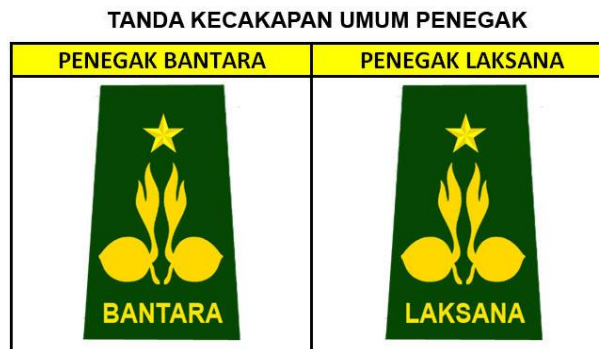 TANDA KECAKAPAN UMUM PENEGAK
PENEGAK BANTARA
PENEGAK LAKSANA
BANTARA
LAKSANA